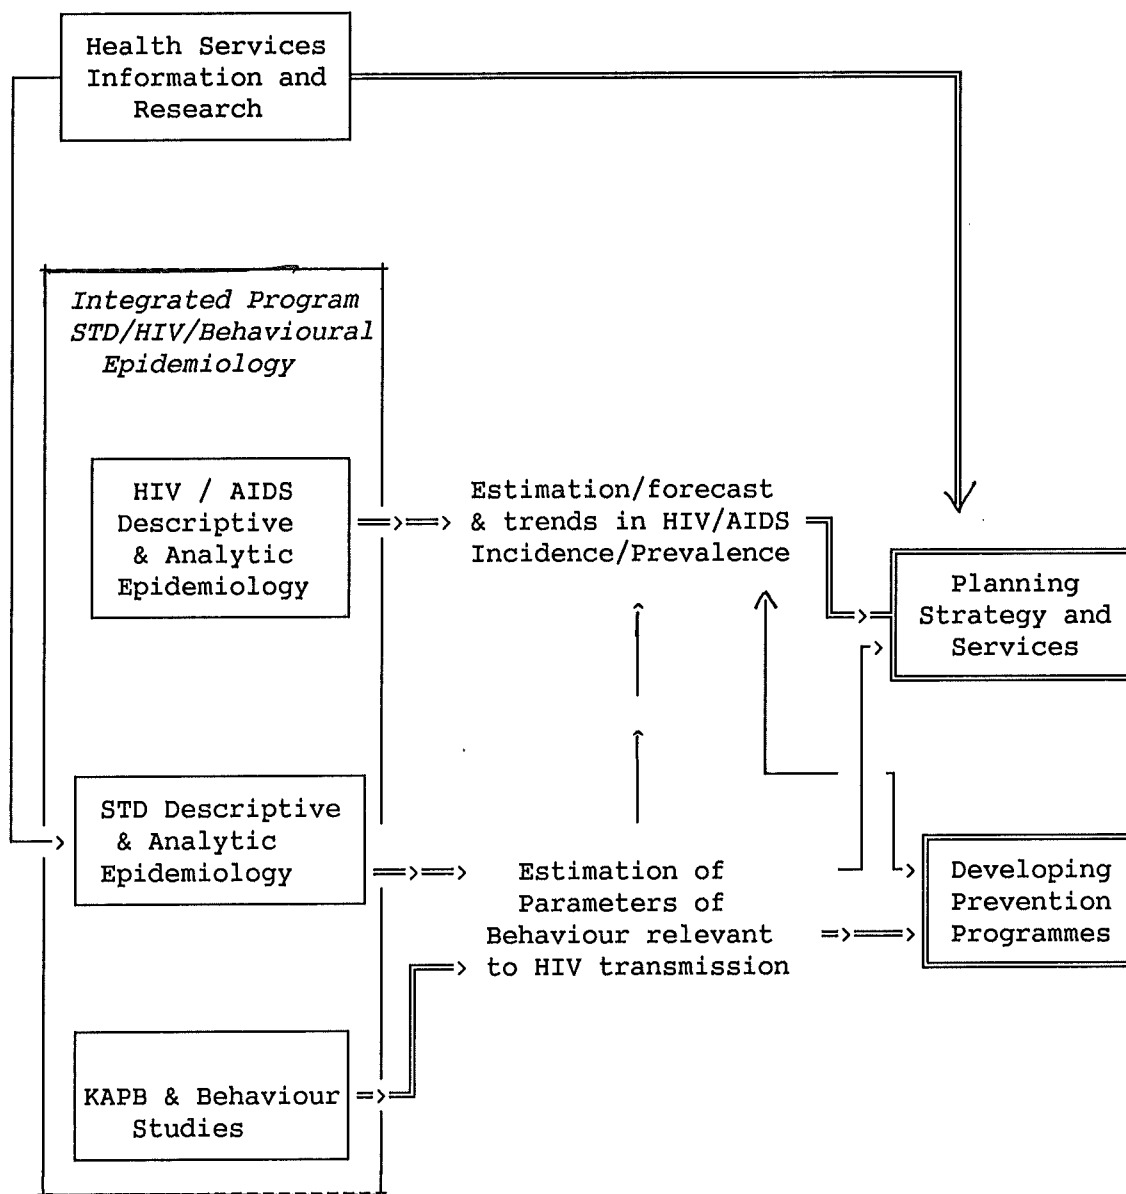 Health Services
Information and
Research
Integrated Program
STD/HIV/Behavioural
Epidemiology
HIV / AIDS
Descriptive
& Analytic
Epidemiology
Estimation/forecast
& trends in HIV/AIDS
Incidence/Prevalence
Planning
Strategy and
Services
STD Descriptive
& Analytic
Epidemiology
Estimation of
Parameters of
Behaviour relevant
to HIV transmission
Developing
Prevention
Programmes
KAPB & Behaviour
Studies